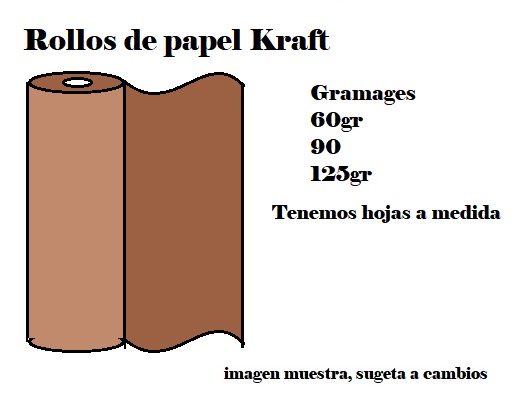 Rollos de papel Kraft
Gramages
60gr
90
125gr
Tenemos hojas a medida
imagen muestra, sugeta a cambios